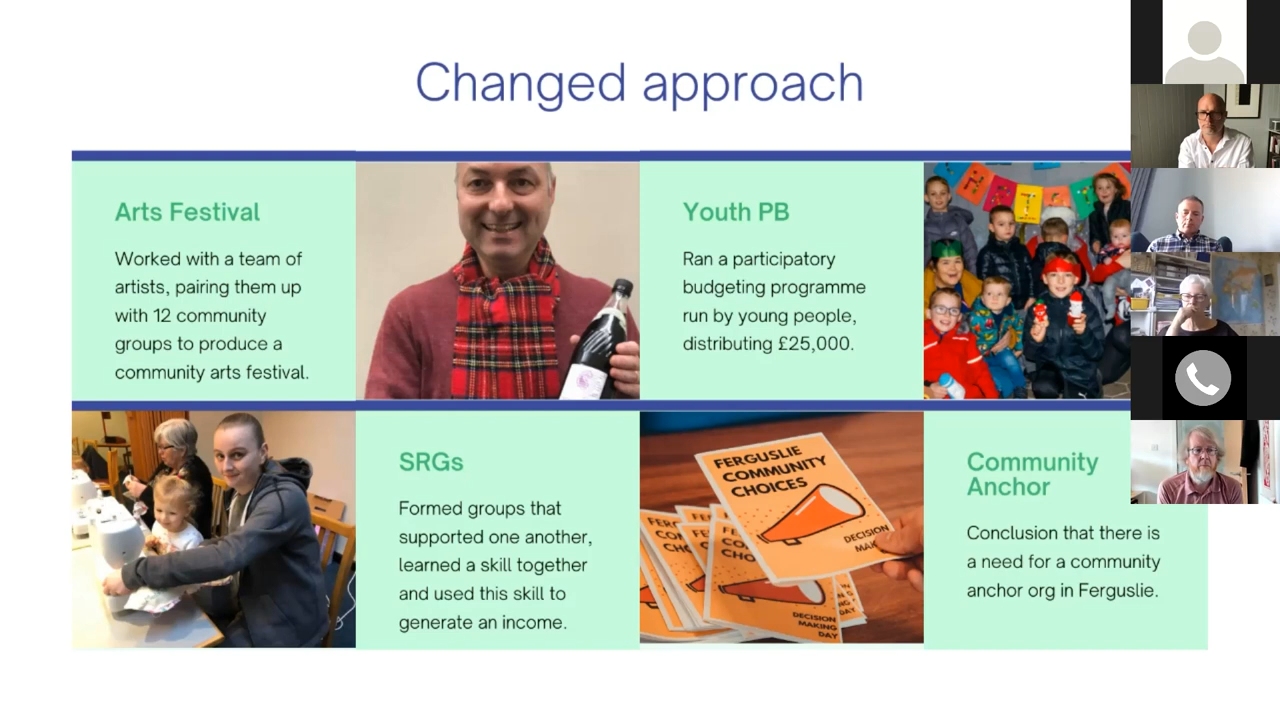 Changed approach
Arts Festival
Worked with a team of
artists, pairing them up
with 12 community
groups to produce a
community arts festival.
Youth PB
Ran a participatory
budgeting programme
run by young people,
distributing £25,000.
SRGs
Formed groups that
supported one another,
learned a skill together
and used this skill to
generate an income.
FERGUSLIE
COMMUNITY
CHOICES
DECISION
DECISION
MAKING
DAY
Community
Anchor
Conclusion that there is
a need for a community
anchor org in Ferguslie.